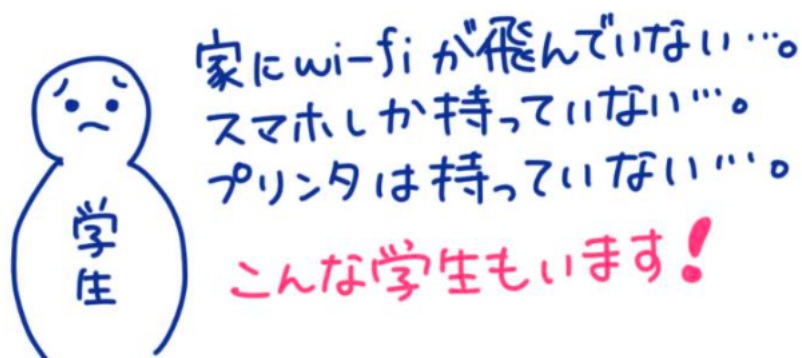 家にwi-fiが飛んでいない…。
スマホしか持っていない…。
プリンタは持っていない…。
こんな学生もいます!
学生